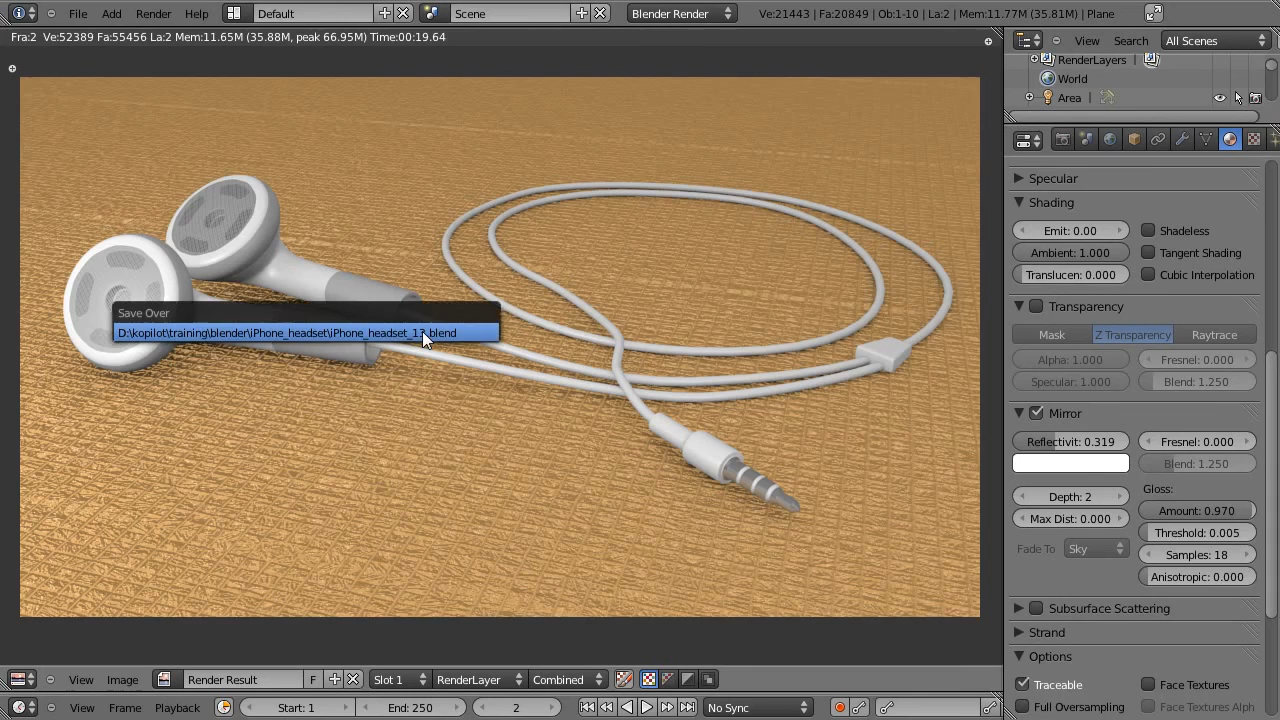 File Add Render Help Default Scene Blender Render Ve:21443 | Fa:20849 | Ob:1-10 | La:2 | Mem:11.77M (35.81M) | Plane
Fra:2 Ve:52389 Fa:55456 La:2 Mem:11.65M (35.88M, peak 66.95M) Time:00:19.64
View Search All Scenes
RenderLayers
World
Area
Specular
Shading
Emit: 0.00 Shadeless
Ambient: 1.000 Tangent Shading
Translucen: 0.000 Cubic Interpolation
Transparency
Mask Z Transparency Raytrace
Alpha: 1.000 Fresnel: 0.000
Specular: 1.000 Blend: 1.250
Mirror
Reflectivit: 0.319 Fresnel: 0.000
Blend: 1.250
Gloss:
Depth: 2
Amount: 0.970
Max Dist: 0.000
Threshold: 0.005
Fade To Sky
Samples: 18
Anisotropic: 0.000
Subsurface Scattering
Strand
Options
Traceable Face Textures
Full Oversampling Face Textures Alph
Save Over
View Image Render Result F Slot 1 RenderLayer Combined
View Frame Playback Start: 1 End: 250 2 No Sync